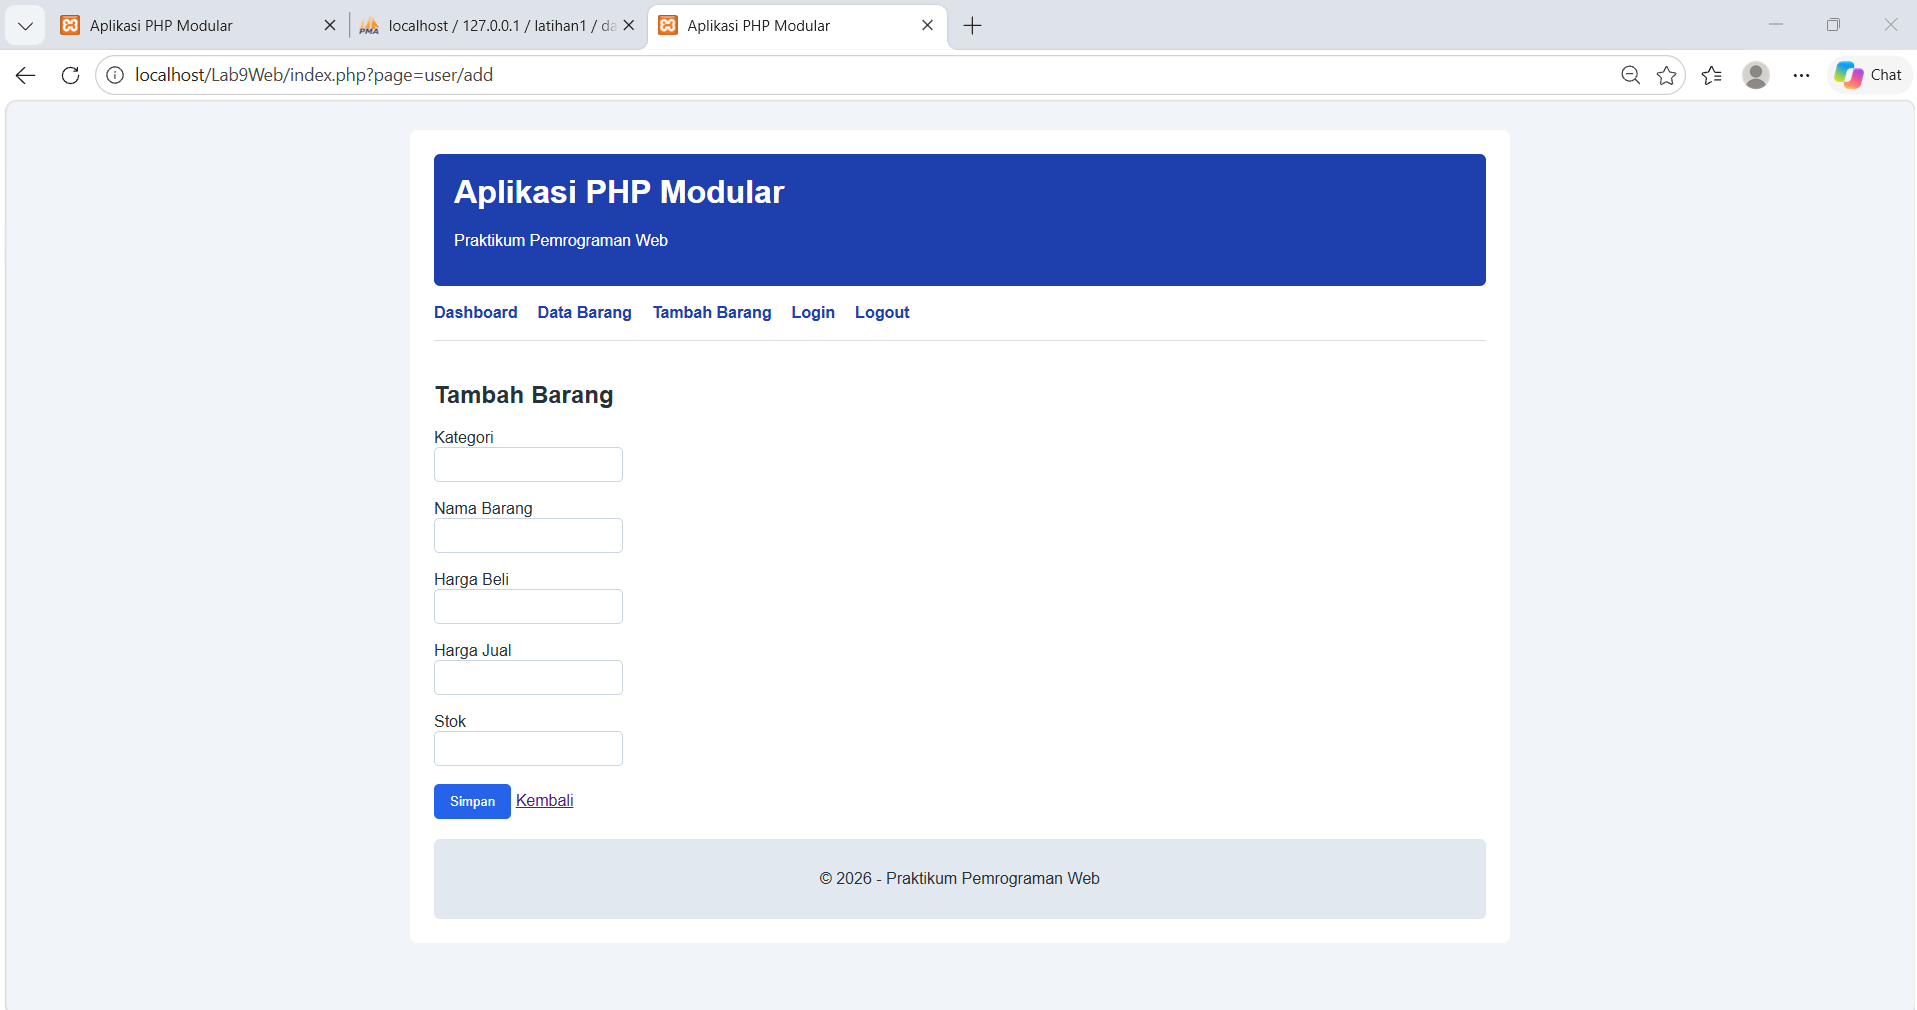 Aplikasi PHP Modular
localhost / 127.0.0.1 / latihan1 / da
Aplikasi PHP Modular
localhost/Lab9Web/index.php?page=user/add
Chat
Aplikasi PHP Modular
Praktikum Pemrograman Web
Dashboard Data Barang Tambah Barang Login Logout
Tambah Barang
Kategori
Nama Barang
Harga Beli
Harga Jual
Stok
Simpan Kembali
© 2026 - Praktikum Pemrograman Web